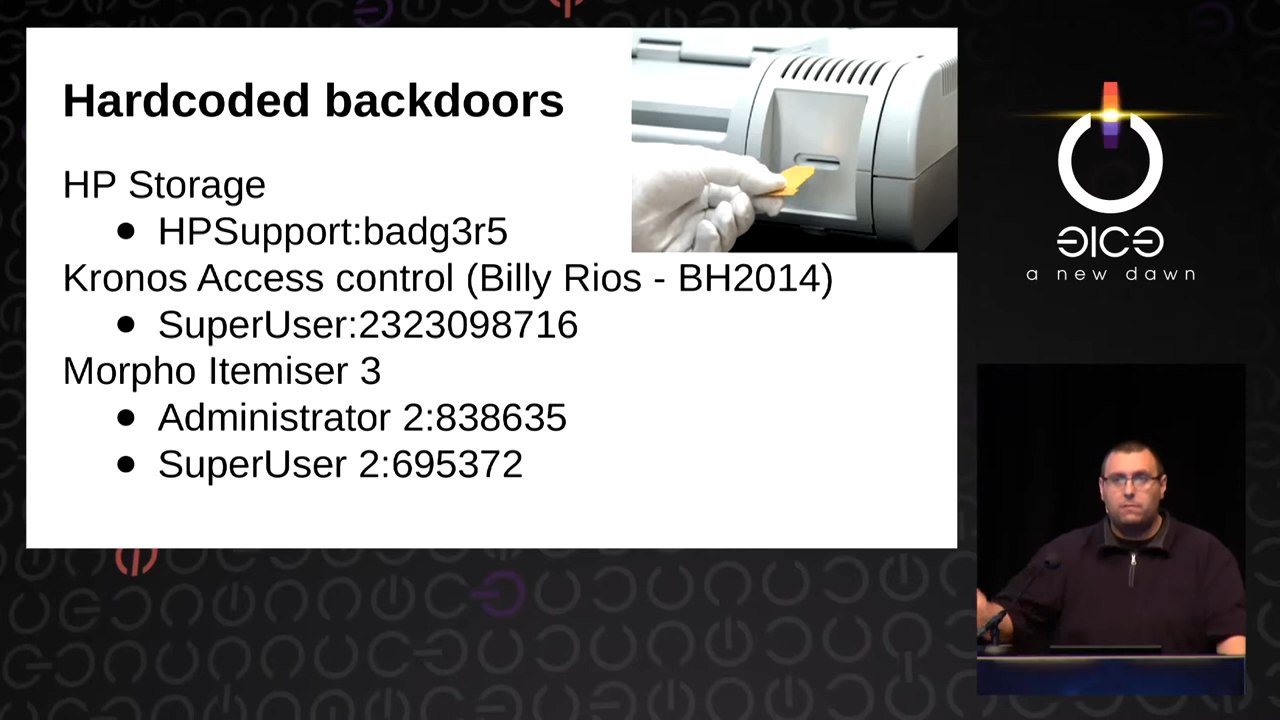 Hardcoded backdoors
HP Storage
● HPSupport:badg3r5
Kronos Access control (Billy Rios - BH2014)
● SuperUser:2323098716
Morpho Itemiser 3
● Administrator 2:838635
● SuperUser 2:695372
31C3
a new dawn